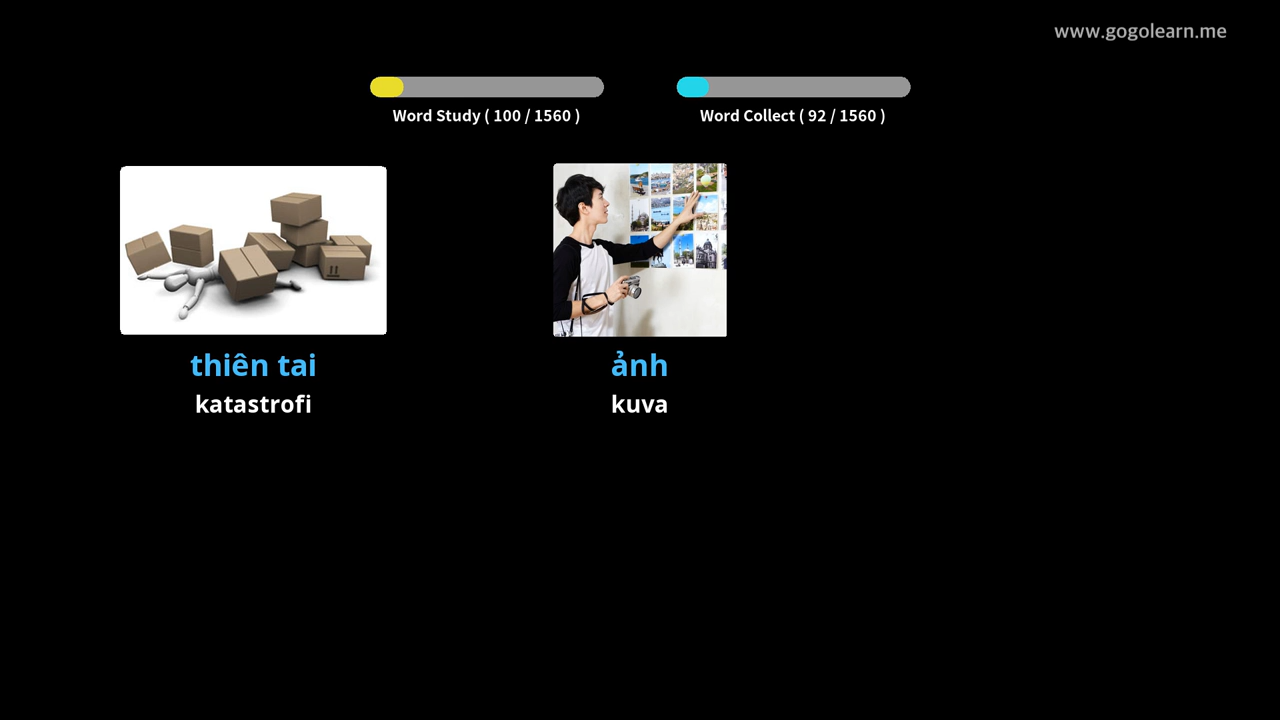 www.gogolearn.me
Word Study ( 100 / 1560 )
Word Collect ( 92 / 1560 )
thiên tai
katastrofi
ảnh
kuva